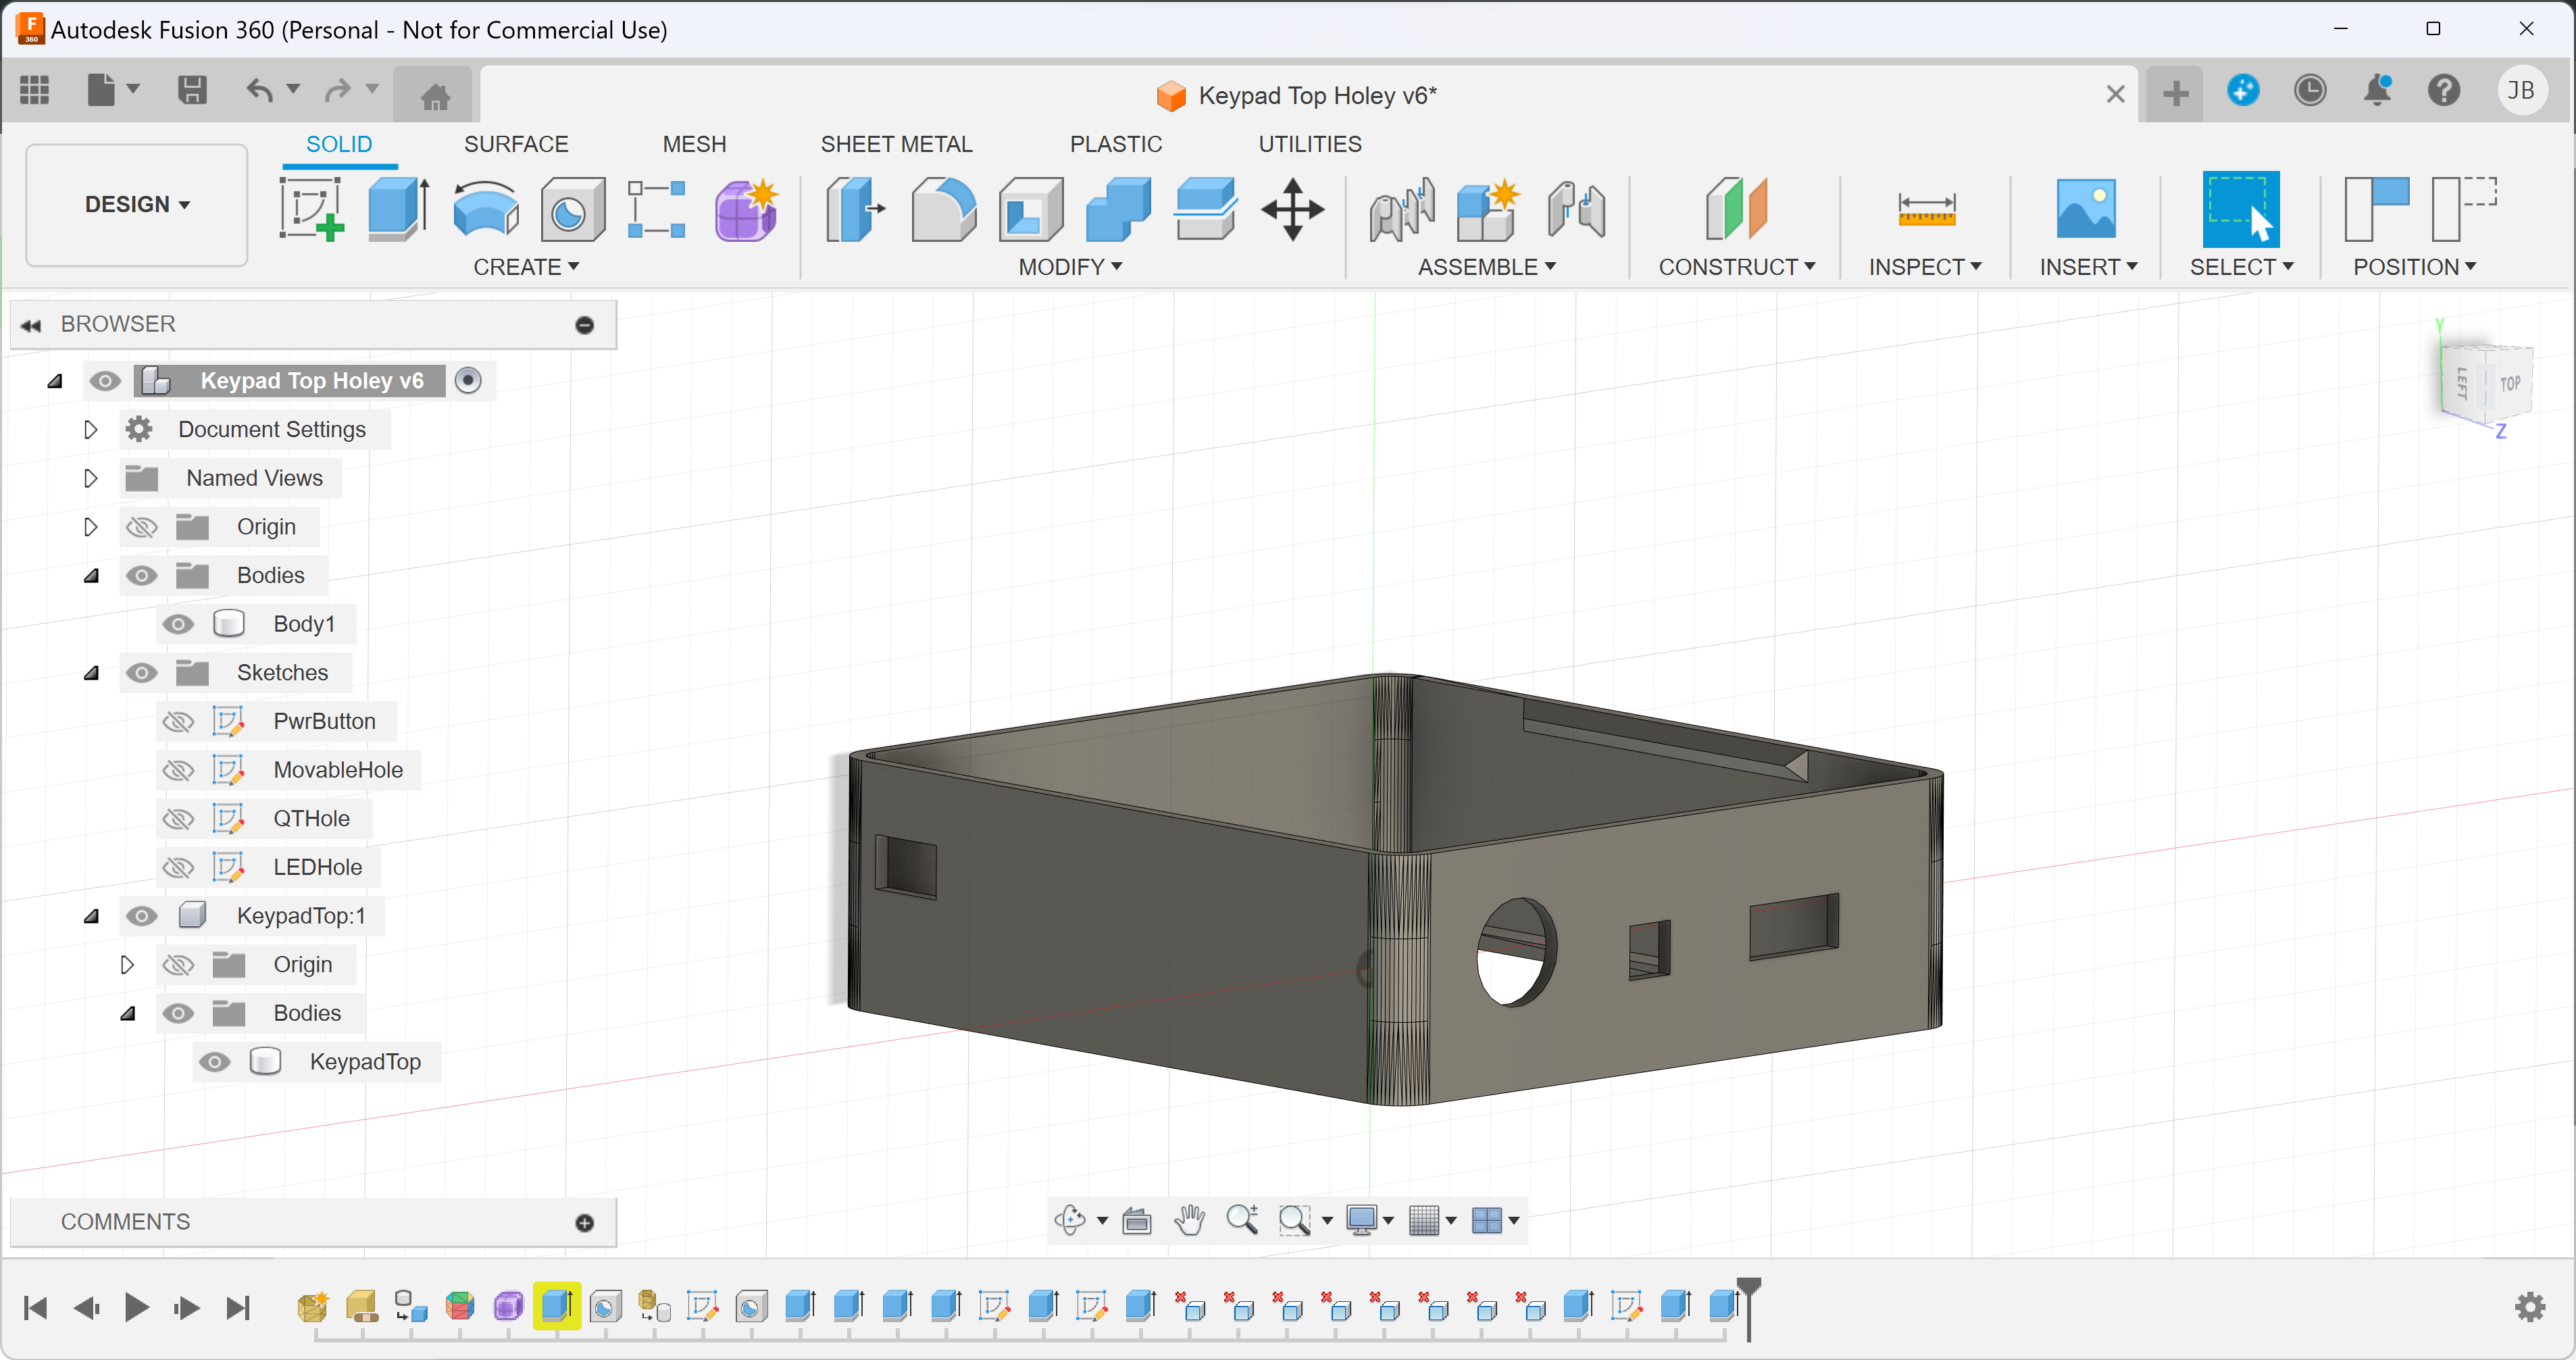 Autodesk Fusion 360 (Personal - Not for Commercial Use)
F
360
Keypad Top Holey v6*
JB
DESIGN
SOLID SURFACE MESH SHEET METAL PLASTIC UTILITIES
CREATE MODIFY ASSEMBLE CONSTRUCT INSPECT INSERT SELECT POSITION
BROWSER
Keypad Top Holey v6
Document Settings
Named Views
Origin
Bodies
Body1
Sketches
PwrButton
MovableHole
QTHole
LEDHole
KeypadTop:1
Origin
Bodies
KeypadTop
Y
LEFT
TOP
Z
COMMENTS